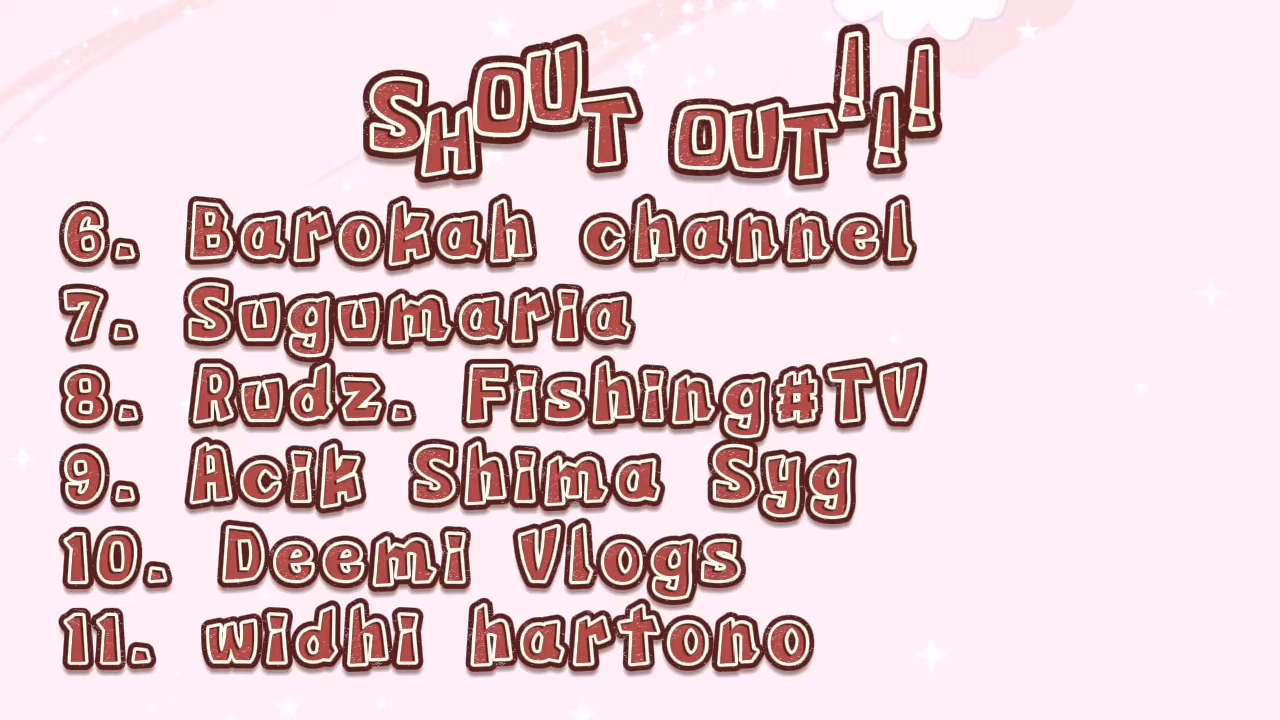 SHOUT OUT!!!
6. Barokah channel
7. Sugumaria
8. Rudz. Fishing#TV
9. Acik Shima Syg
10. Deemi Vlogs
11. widhi hartono